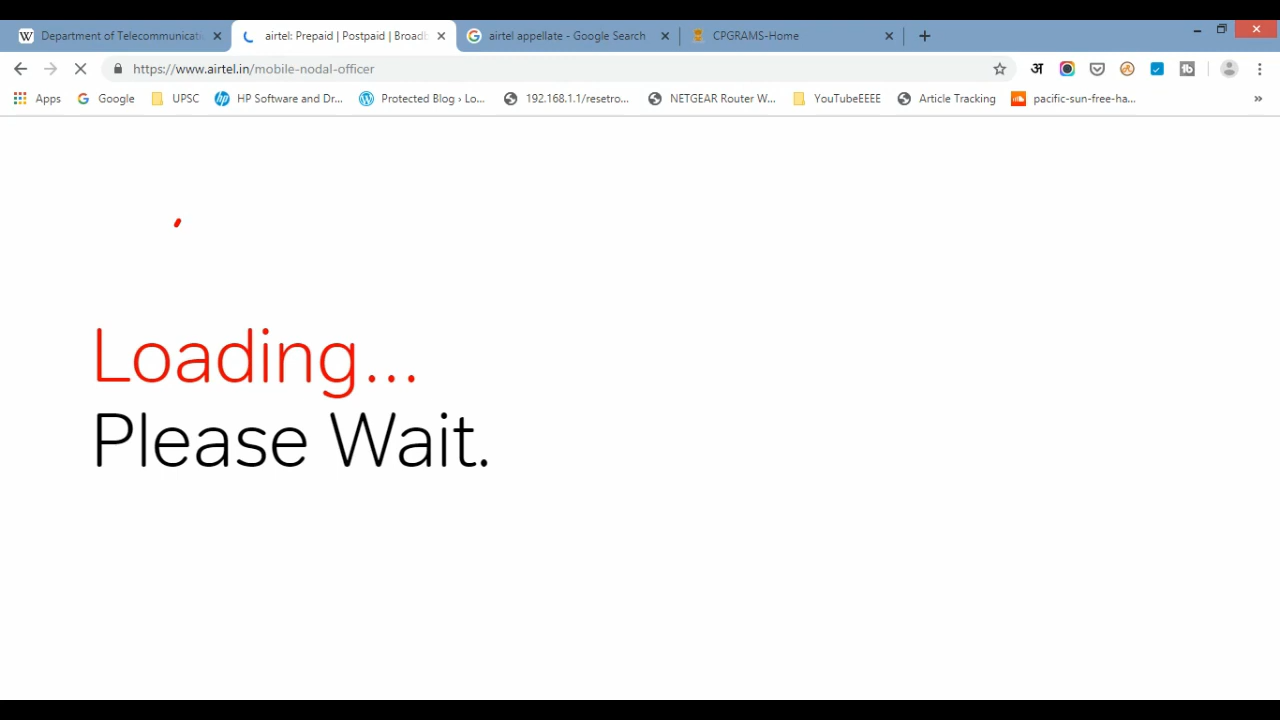 Department of Telecommunicati
airtel: Prepaid | Postpaid | Broadb
airtel appellate - Google Search
CPGRAMS-Home
https://www.airtel.in/mobile-nodal-officer
Apps
Google
UPSC
HP Software and Dr...
Protected Blog › Lo...
192.168.1.1/resetro...
NETGEAR Router W...
YouTubeEEEE
Article Tracking
pacific-sun-free-ha...
Loading...
Please Wait.